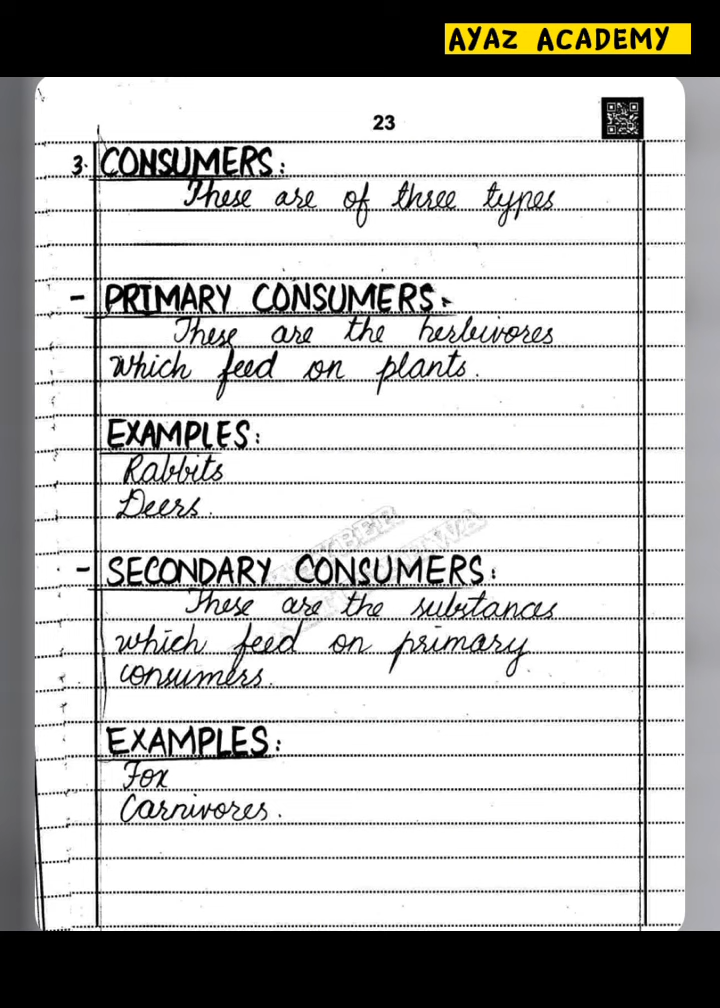 AYAZ ACADEMY
23
3. CONSUMERS:
These are of three types
- PRIMARY CONSUMERS.
These are the herbivores
which feed on plants.
EXAMPLES:
Rabbits
Deers.
- SECONDARY CONSUMERS:
These are the substances
which feed on primary
consumers.
EXAMPLES:
Fox
Carnivores.